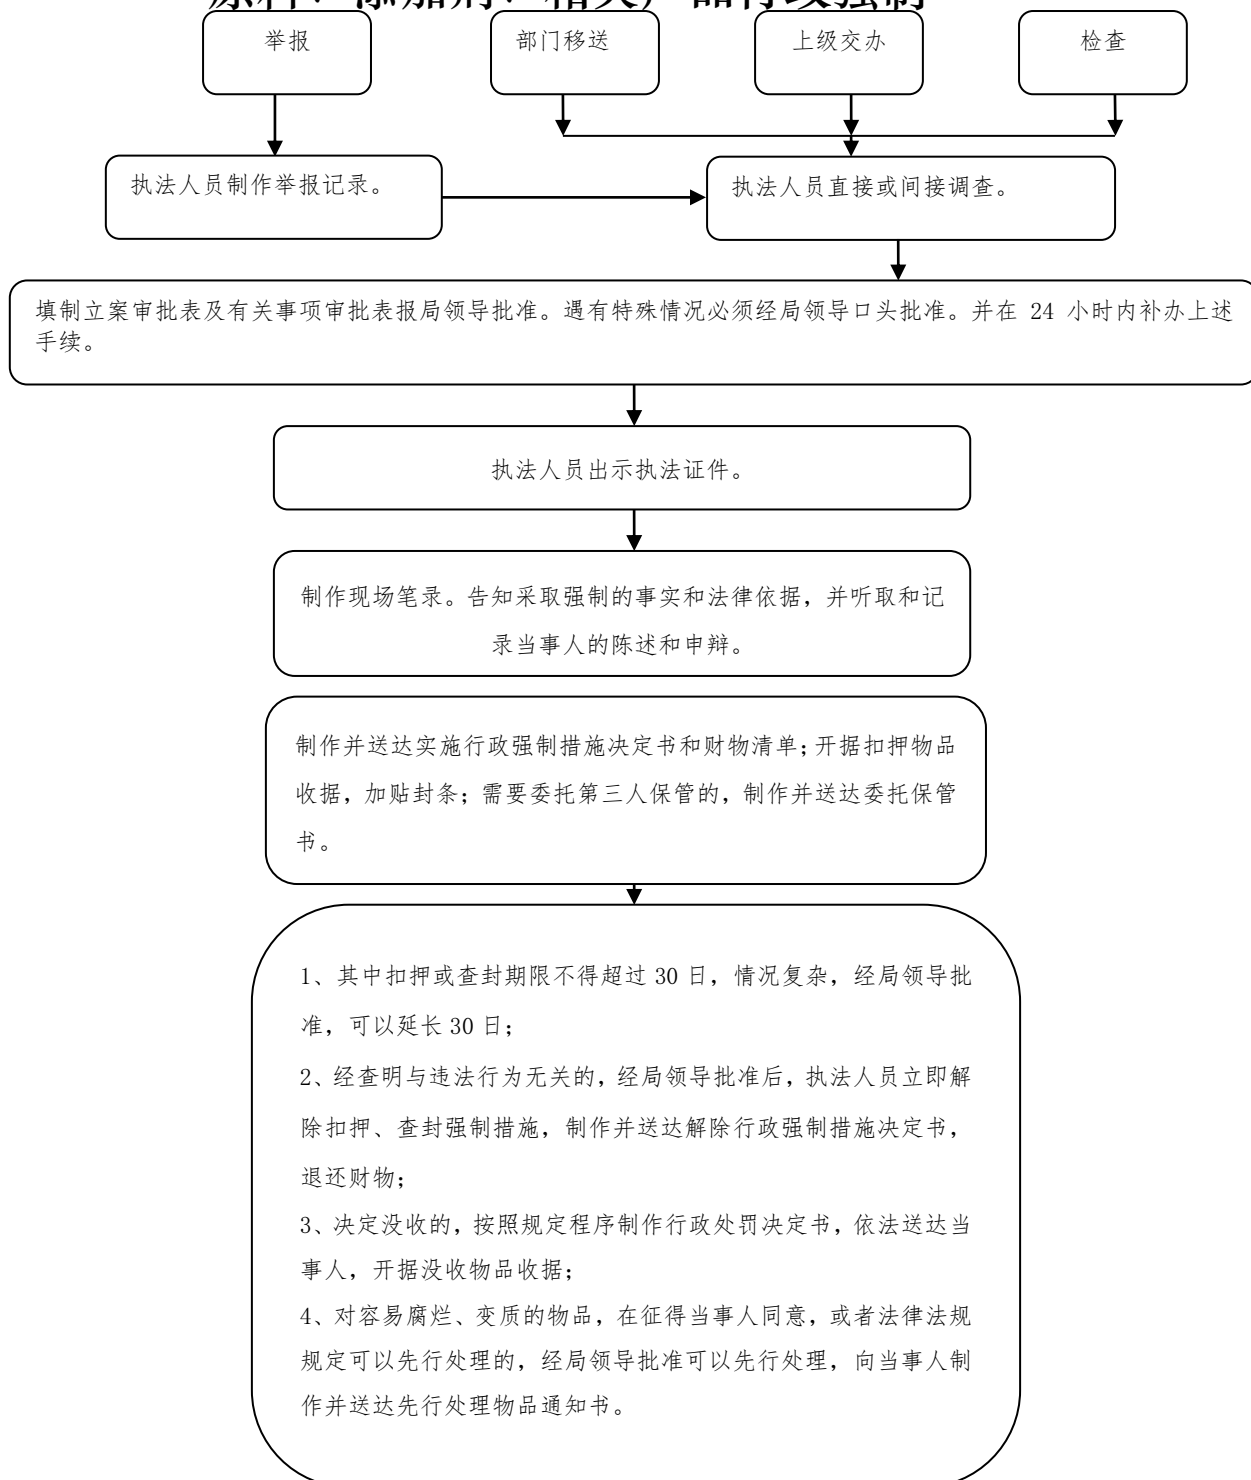 原料、添加剂、相关产品行政强制
举报
部门移送
上级交办
检查
执法人员制作举报记录。
执法人员直接或间接调查。
填制立案审批表及有关事项审批表报局领导批准。遇有特殊情况必须经局领导口头批准。并在 24 小时内补办上述
手续。
执法人员出示执法证件。
制作现场笔录。告知采取强制的事实和法律依据，并听取和记
录当事人的陈述和申辩。
制作并送达实施行政强制措施决定书和财物清单；开据扣押物品
收据，加贴封条；需要委托第三人保管的，制作并送达委托保管
书。
1、其中扣押或查封期限不得超过 30 日，情况复杂，经局领导批
准，可以延长 30 日；
2、经查明与违法行为无关的，经局领导批准后，执法人员立即解
除扣押、查封强制措施，制作并送达解除行政强制措施决定书，
退还财物；
3、决定没收的，按照规定程序制作行政处罚决定书，依法送达当
事人，开据没收物品收据；
4、对容易腐烂、变质的物品，在征得当事人同意，或者法律法规
规定可以先行处理的，经局领导批准可以先行处理，向当事人制
作并送达先行处理物品通知书。